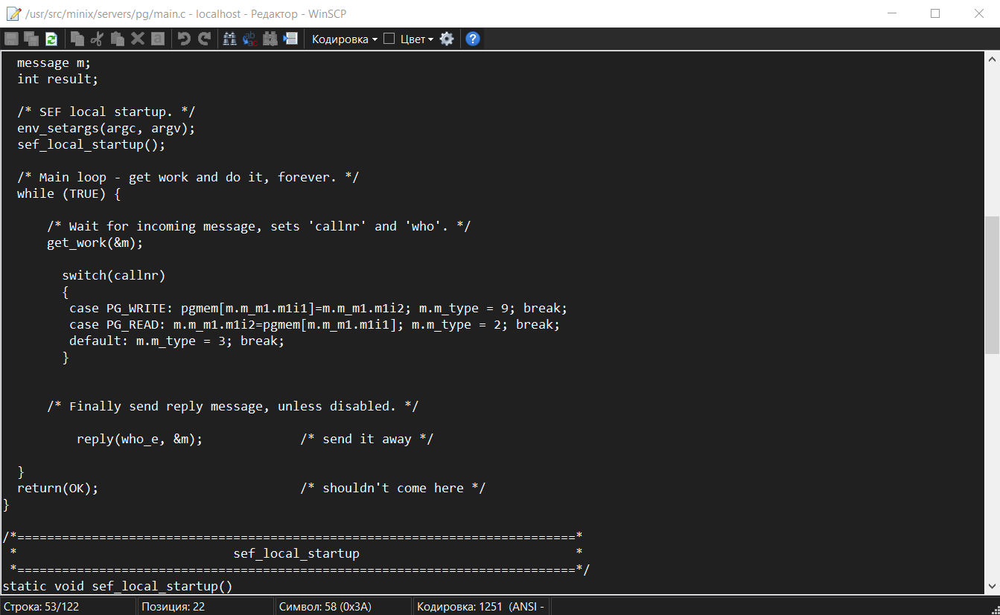 /usr/src/minix/servers/pg/main.c - localhost - Редактор - WinSCP
Кодировка Цвет
message m;
int result;
/* SEF local startup. */
env_setargs(argc, argv);
sef_local_startup();
/* Main loop - get work and do it, forever. */
while (TRUE) {
/* Wait for incoming message, sets 'callnr' and 'who'. */
get_work(&m);
switch(callnr)
{
case PG_WRITE: pgmem[m.m_m1.m1i1]=m.m_m1.m1i2; m.m_type = 9; break;
case PG_READ: m.m_m1.m1i2=pgmem[m.m_m1.m1i1]; m.m_type = 2; break;
default: m.m_type = 3; break;
}
/* Finally send reply message, unless disabled. */
reply(who_e, &m); /* send it away */
}
return(OK); /* shouldn't come here */
}
/*===========================================================================*
* sef_local_startup *
*===========================================================================*/
static void sef_local_startup()
Строка: 53/122 Позиция: 22 Символ: 58 (0x3A) Кодировка: 1251 (ANSI -